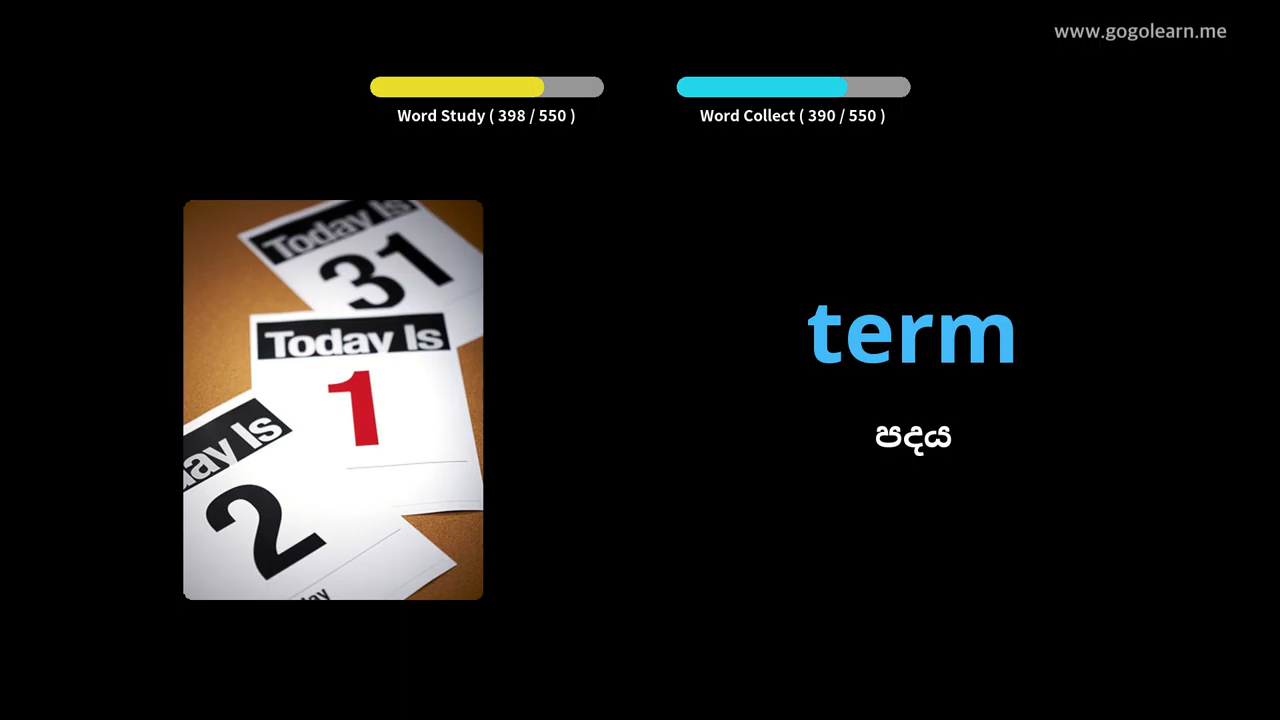 www.gogolearn.me
Word Study ( 398 / 550 )
Word Collect ( 390 / 550 )
Today Is
31
Today Is
1
ay Is
2
ay
term
පදය